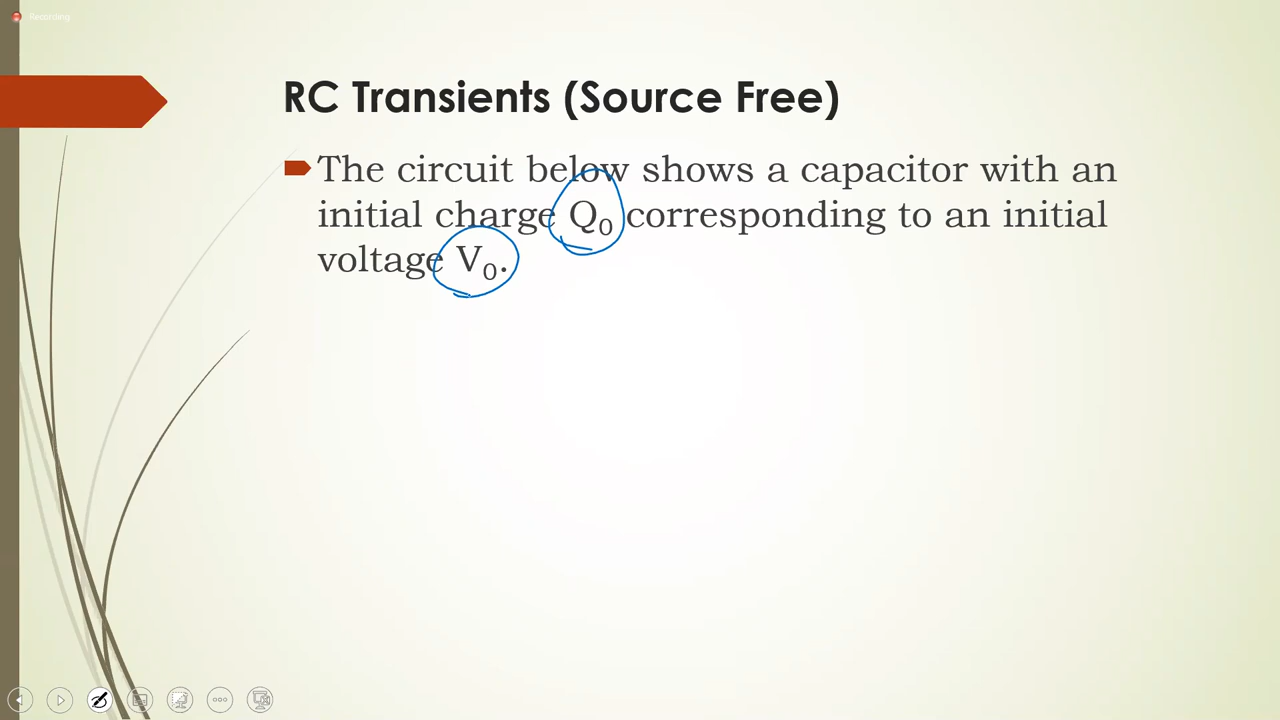 Recording
RC Transients (Source Free)
The circuit below shows a capacitor with an
initial charge Q₀ corresponding to an initial
voltage V₀.